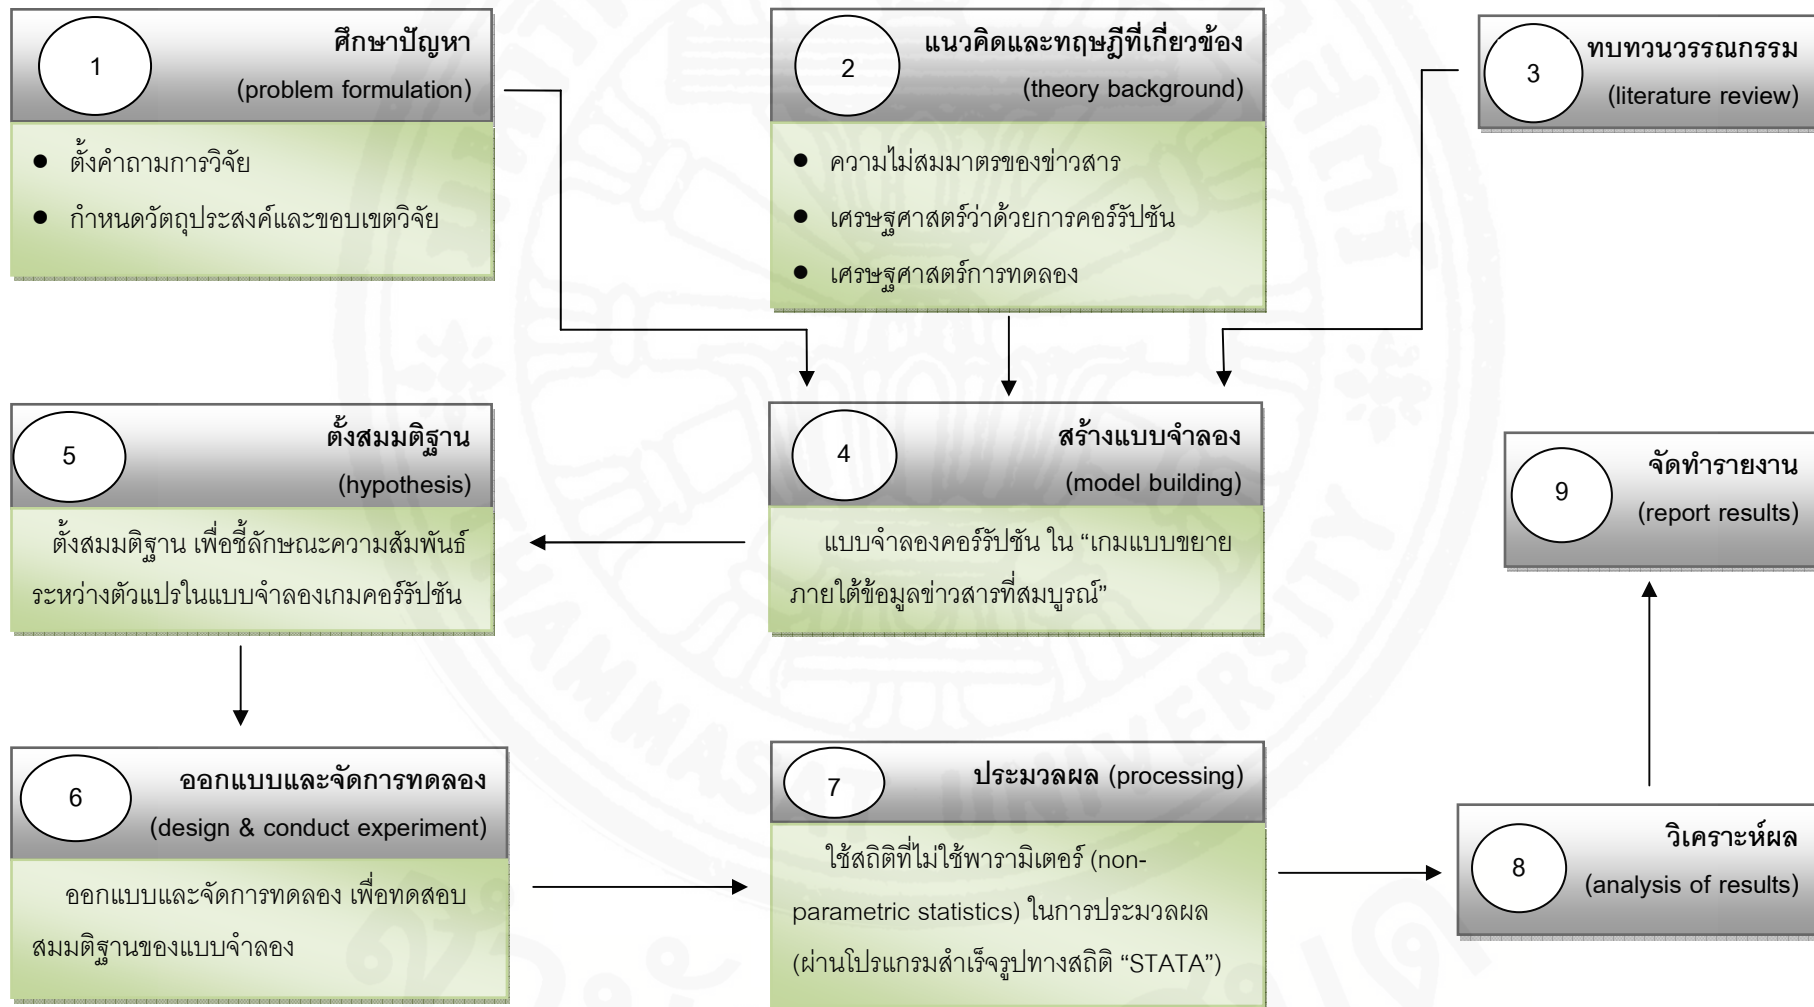 1
ศึกษาปัญหา
(problem formulation)
● ตั้งคำถามการวิจัย
● กำหนดวัตถุประสงค์และขอบเขตวิจัย
2
แนวคิดและทฤษฎีที่เกี่ยวข้อง
(theory background)
● ความไม่สมมาตรของข่าวสาร
● เศรษฐศาสตร์ว่าด้วยการคอร์รัปชัน
● เศรษฐศาสตร์การทดลอง
3
ทบทวนวรรณกรรม
(literature review)
4
สร้างแบบจำลอง
(model building)
แบบจำลองคอร์รัปชัน ใน “เกมแบบขยาย
ภายใต้ข้อมูลข่าวสารที่สมบูรณ์”
5
ตั้งสมมติฐาน
(hypothesis)
ตั้งสมมติฐาน เพื่อชี้ลักษณะความสัมพันธ์
ระหว่างตัวแปรในแบบจำลองเกมคอร์รัปชัน
6
ออกแบบและจัดการทดลอง
(design & conduct experiment)
ออกแบบและจัดการทดลอง เพื่อทดสอบ
สมมติฐานของแบบจำลอง
7
ประมวลผล (processing)
ใช้สถิติที่ไม่ใช้พารามิเตอร์ (non-
parametric statistics) ในการประมวลผล
(ผ่านโปรแกรมสำเร็จรูปทางสถิติ “STATA”)
8
วิเคราะห์ผล
(analysis of results)
9
จัดทำรายงาน
(report results)
THAMMASAT UNIVERSITY